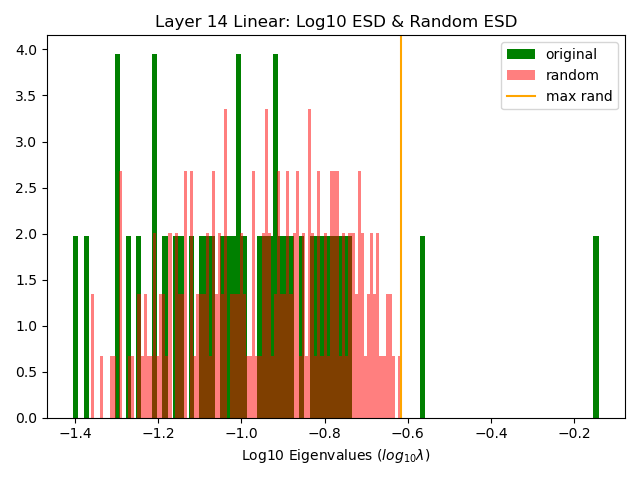 Layer 14 Linear: Log10 ESD & Random ESD
original
random
max rand
4.0
3.5
3.0
2.5
2.0
1.5
1.0
0.5
0.0
−1.4 −1.2 −1.0 −0.8 −0.6 −0.4 −0.2
Log10 Eigenvalues (log₁₀λ)